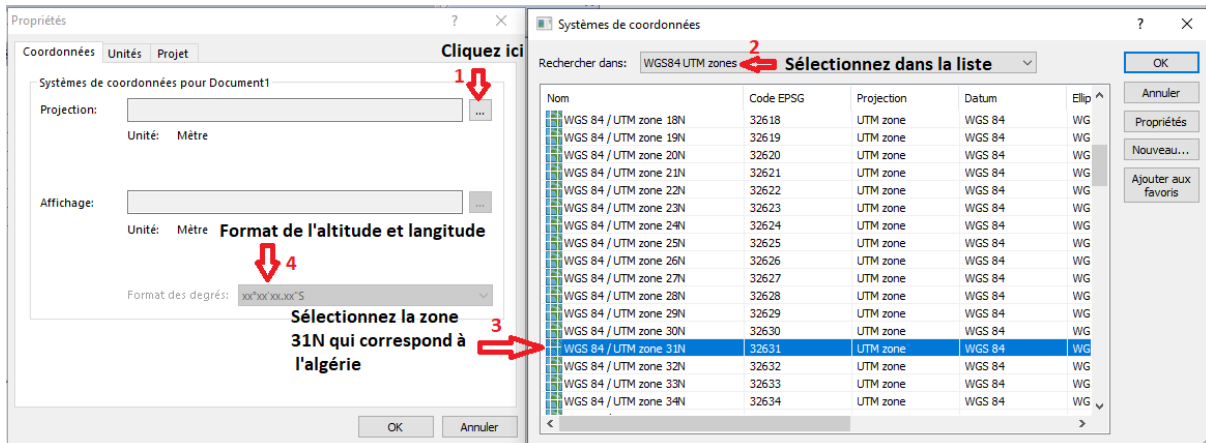 Propriétés
?
Coordonnées Unités Projet
Cliquez ici
1
Systèmes de coordonnées pour Document1
Projection:
...
Unité: Mètre
Affichage:
...
Unité: Mètre
Format de l'altitude et langitude
4
Format des degrés: xx°xx'xx.xx"S
Sélectionnez la zone
31N qui correspond à
l'algérie
3
OK Annuler
Systèmes de coordonnées
?
2
Rechercher dans: WGS84 UTM zones
Sélectionnez dans la liste
OK
Annuler
Propriétés
Nouveau...
Ajouter aux
favoris
Nom Code EPSG Projection Datum Ellip
WGS 84 / UTM zone 18N 32618 UTM zone WGS 84 WG
WGS 84 / UTM zone 19N 32619 UTM zone WGS 84 WG
WGS 84 / UTM zone 20N 32620 UTM zone WGS 84 WG
WGS 84 / UTM zone 21N 32621 UTM zone WGS 84 WG
WGS 84 / UTM zone 22N 32622 UTM zone WGS 84 WG
WGS 84 / UTM zone 23N 32623 UTM zone WGS 84 WG
WGS 84 / UTM zone 24N 32624 UTM zone WGS 84 WG
WGS 84 / UTM zone 25N 32625 UTM zone WGS 84 WG
WGS 84 / UTM zone 26N 32626 UTM zone WGS 84 WG
WGS 84 / UTM zone 27N 32627 UTM zone WGS 84 WG
WGS 84 / UTM zone 28N 32628 UTM zone WGS 84 WG
WGS 84 / UTM zone 29N 32629 UTM zone WGS 84 WG
WGS 84 / UTM zone 30N 32630 UTM zone WGS 84 WG
WGS 84 / UTM zone 31N 32631 UTM zone WGS 84 WG
WGS 84 / UTM zone 32N 32632 UTM zone WGS 84 WG
WGS 84 / UTM zone 33N 32633 UTM zone WGS 84 WG
WGS 84 / UTM zone 34N 32634 UTM zone WGS 84 WG